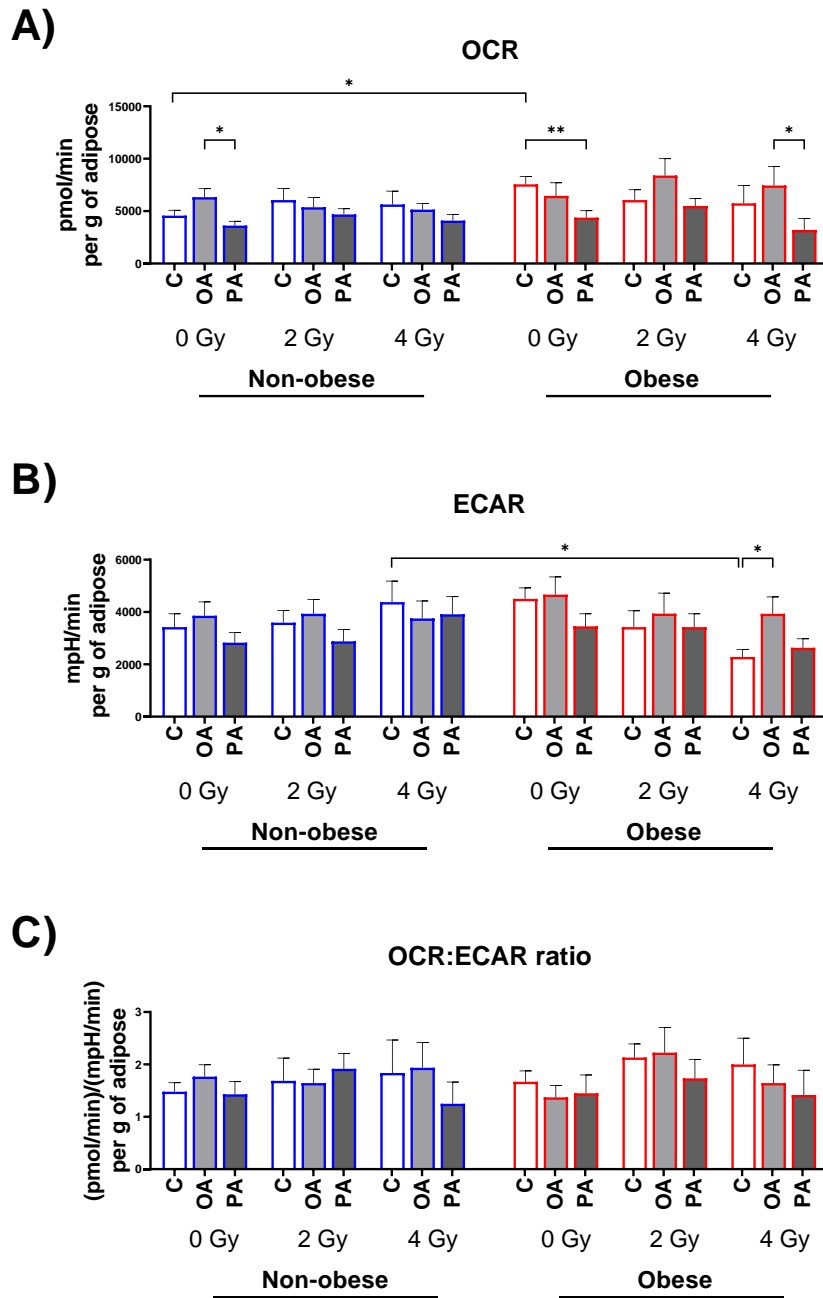 A)
OCR
pmol/min
per g of adipose
15000
10000
5000
0
*
*
**
*
C OA PA C OA PA C OA PA C OA PA C OA PA C OA PA
0 Gy 2 Gy 4 Gy 0 Gy 2 Gy 4 Gy
Non-obese Obese
B)
ECAR
mpH/min
per g of adipose
6000
4000
2000
0
*
*
C OA PA C OA PA C OA PA C OA PA C OA PA C OA PA
0 Gy 2 Gy 4 Gy 0 Gy 2 Gy 4 Gy
Non-obese Obese
C)
OCR:ECAR ratio
(pmol/min)/(mpH/min)
per g of adipose
3
2
1
0
C OA PA C OA PA C OA PA C OA PA C OA PA C OA PA
0 Gy 2 Gy 4 Gy 0 Gy 2 Gy 4 Gy
Non-obese Obese